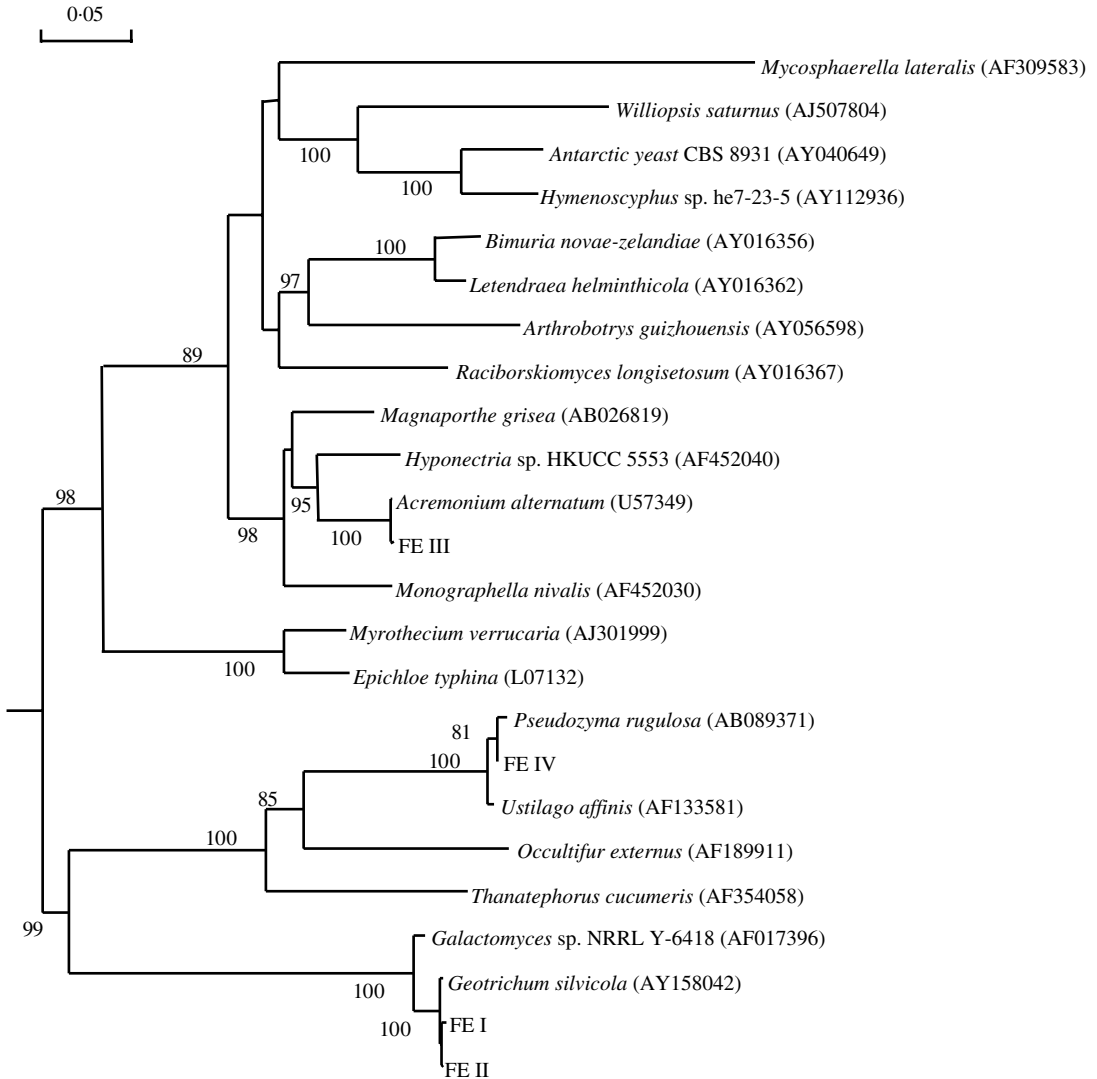 0·05
Mycosphaerella lateralis (AF309583)
Williopsis saturnus (AJ507804)
100
Antarctic yeast CBS 8931 (AY040649)
100
Hymenoscyphus sp. he7-23-5 (AY112936)
Bimuria novae-zelandiae (AY016356)
100
97
Letendraea helminthicola (AY016362)
Arthrobotrys guizhouensis (AY056598)
89
Raciborskiomyces longisetosum (AY016367)
Magnaporthe grisea (AB026819)
Hyponectria sp. HKUCC 5553 (AF452040)
98
95
Acremonium alternatum (U57349)
98
100
FE III
Monographella nivalis (AF452030)
Myrothecium verrucaria (AJ301999)
100
Epichloe typhina (L07132)
Pseudozyma rugulosa (AB089371)
81
100
FE IV
85
Ustilago affinis (AF133581)
100
Occultifur externus (AF189911)
Thanatephorus cucumeris (AF354058)
99
Galactomyces sp. NRRL Y-6418 (AF017396)
100
Geotrichum silvicola (AY158042)
100
FE I
FE II